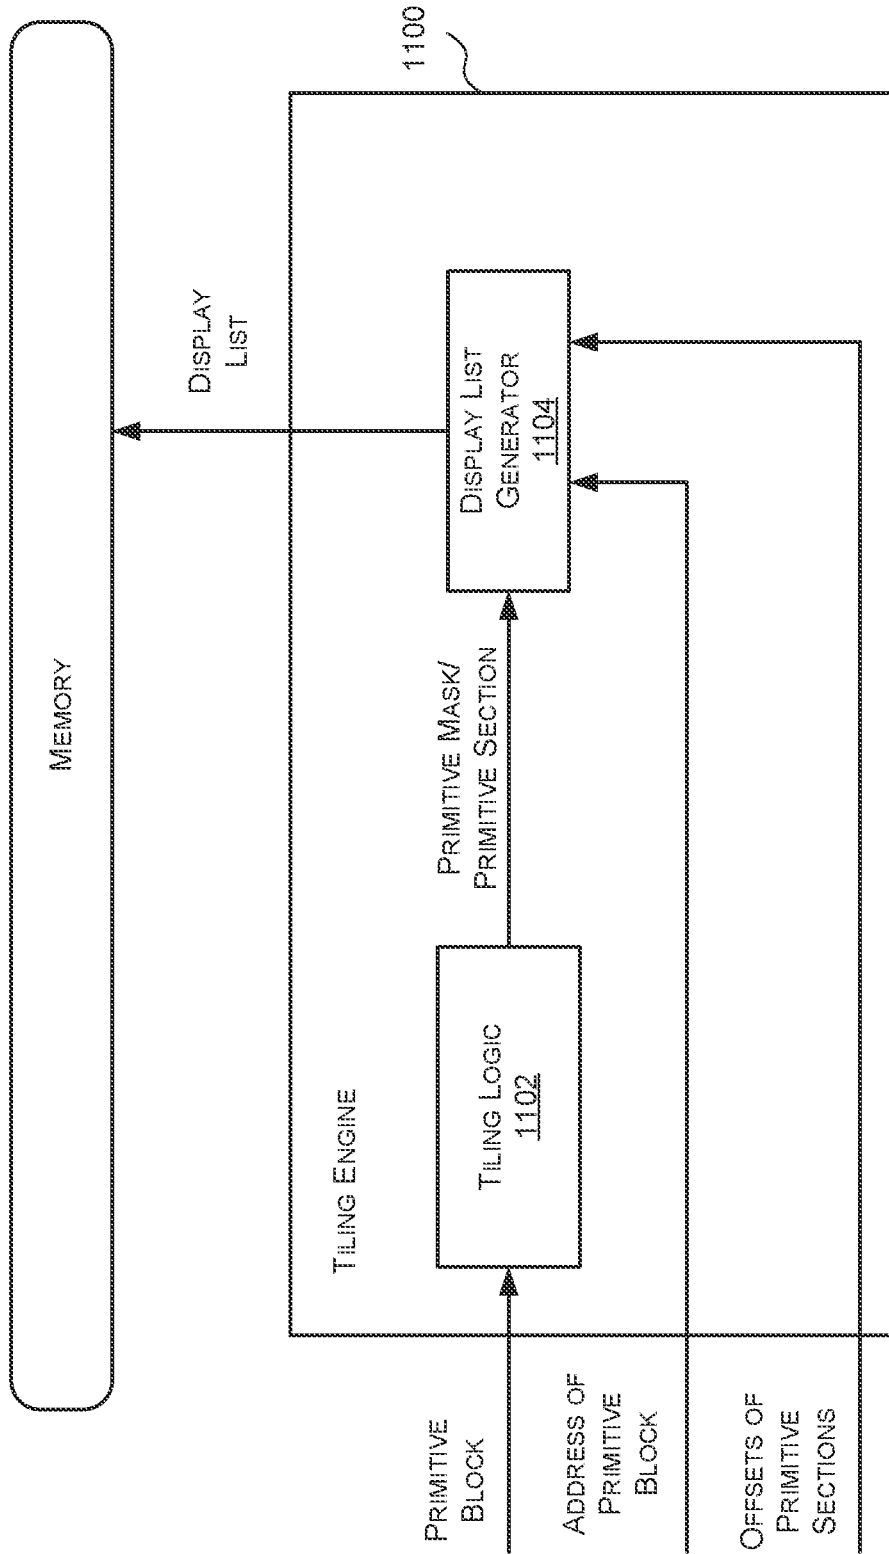 MEMORY
DISPLAY
LIST
1100
TILING ENGINE
PRIMITIVE
BLOCK
TILING LOGIC
1102
PRIMITIVE MASK/
PRIMITIVE SECTION
DISPLAY LIST
GENERATOR
1104
ADDRESS OF
PRIMITIVE
BLOCK
OFFSETS OF
PRIMITIVE
SECTIONS